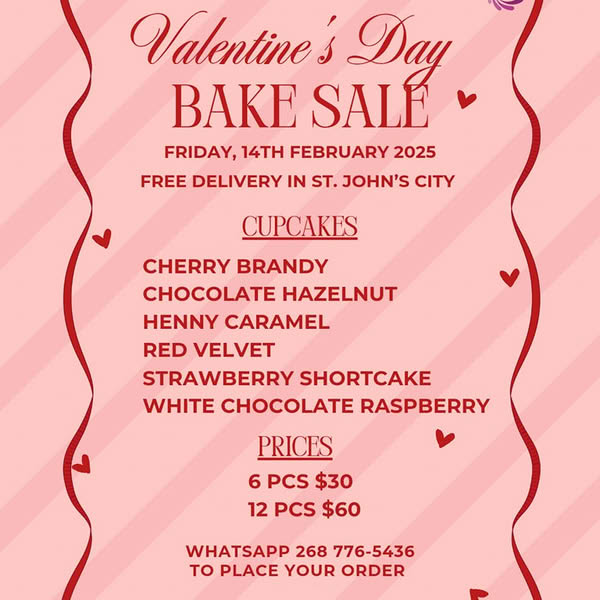 Valentine's Day
BAKE SALE
FRIDAY, 14TH FEBRUARY 2025
FREE DELIVERY IN ST. JOHN'S CITY
CUPCAKES
CHERRY BRANDY
CHOCOLATE HAZELNUT
HENNY CARAMEL
RED VELVET
STRAWBERRY SHORTCAKE
WHITE CHOCOLATE RASPBERRY
PRICES
6 PCS $30
12 PCS $60
WHATSAPP 268 776-5436
TO PLACE YOUR ORDER